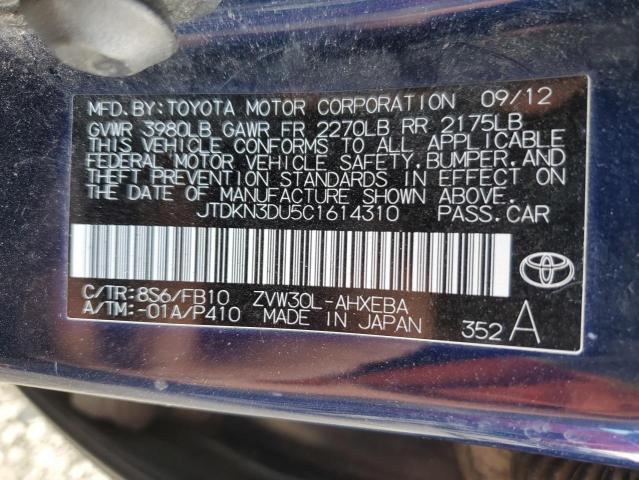 MFD. BY: TOYOTA MOTOR CORPORATION 09/12
GVWR 3980LB GAWR FR 2270LB RR 2175LB
THIS VEHICLE CONFORMS TO ALL APPLICABLE
FEDERAL MOTOR VEHICLE SAFETY, BUMPER, AND
THEFT PREVENTION STANDARDS IN EFFECT ON
THE DATE OF MANUFACTURE SHOWN ABOVE.
JTDKN3DU5C1614310 PASS. CAR
C/TR: 8S6/FB10 ZVW30L-AHXEBA
A/TM: -01A/P410 MADE IN JAPAN 352 A